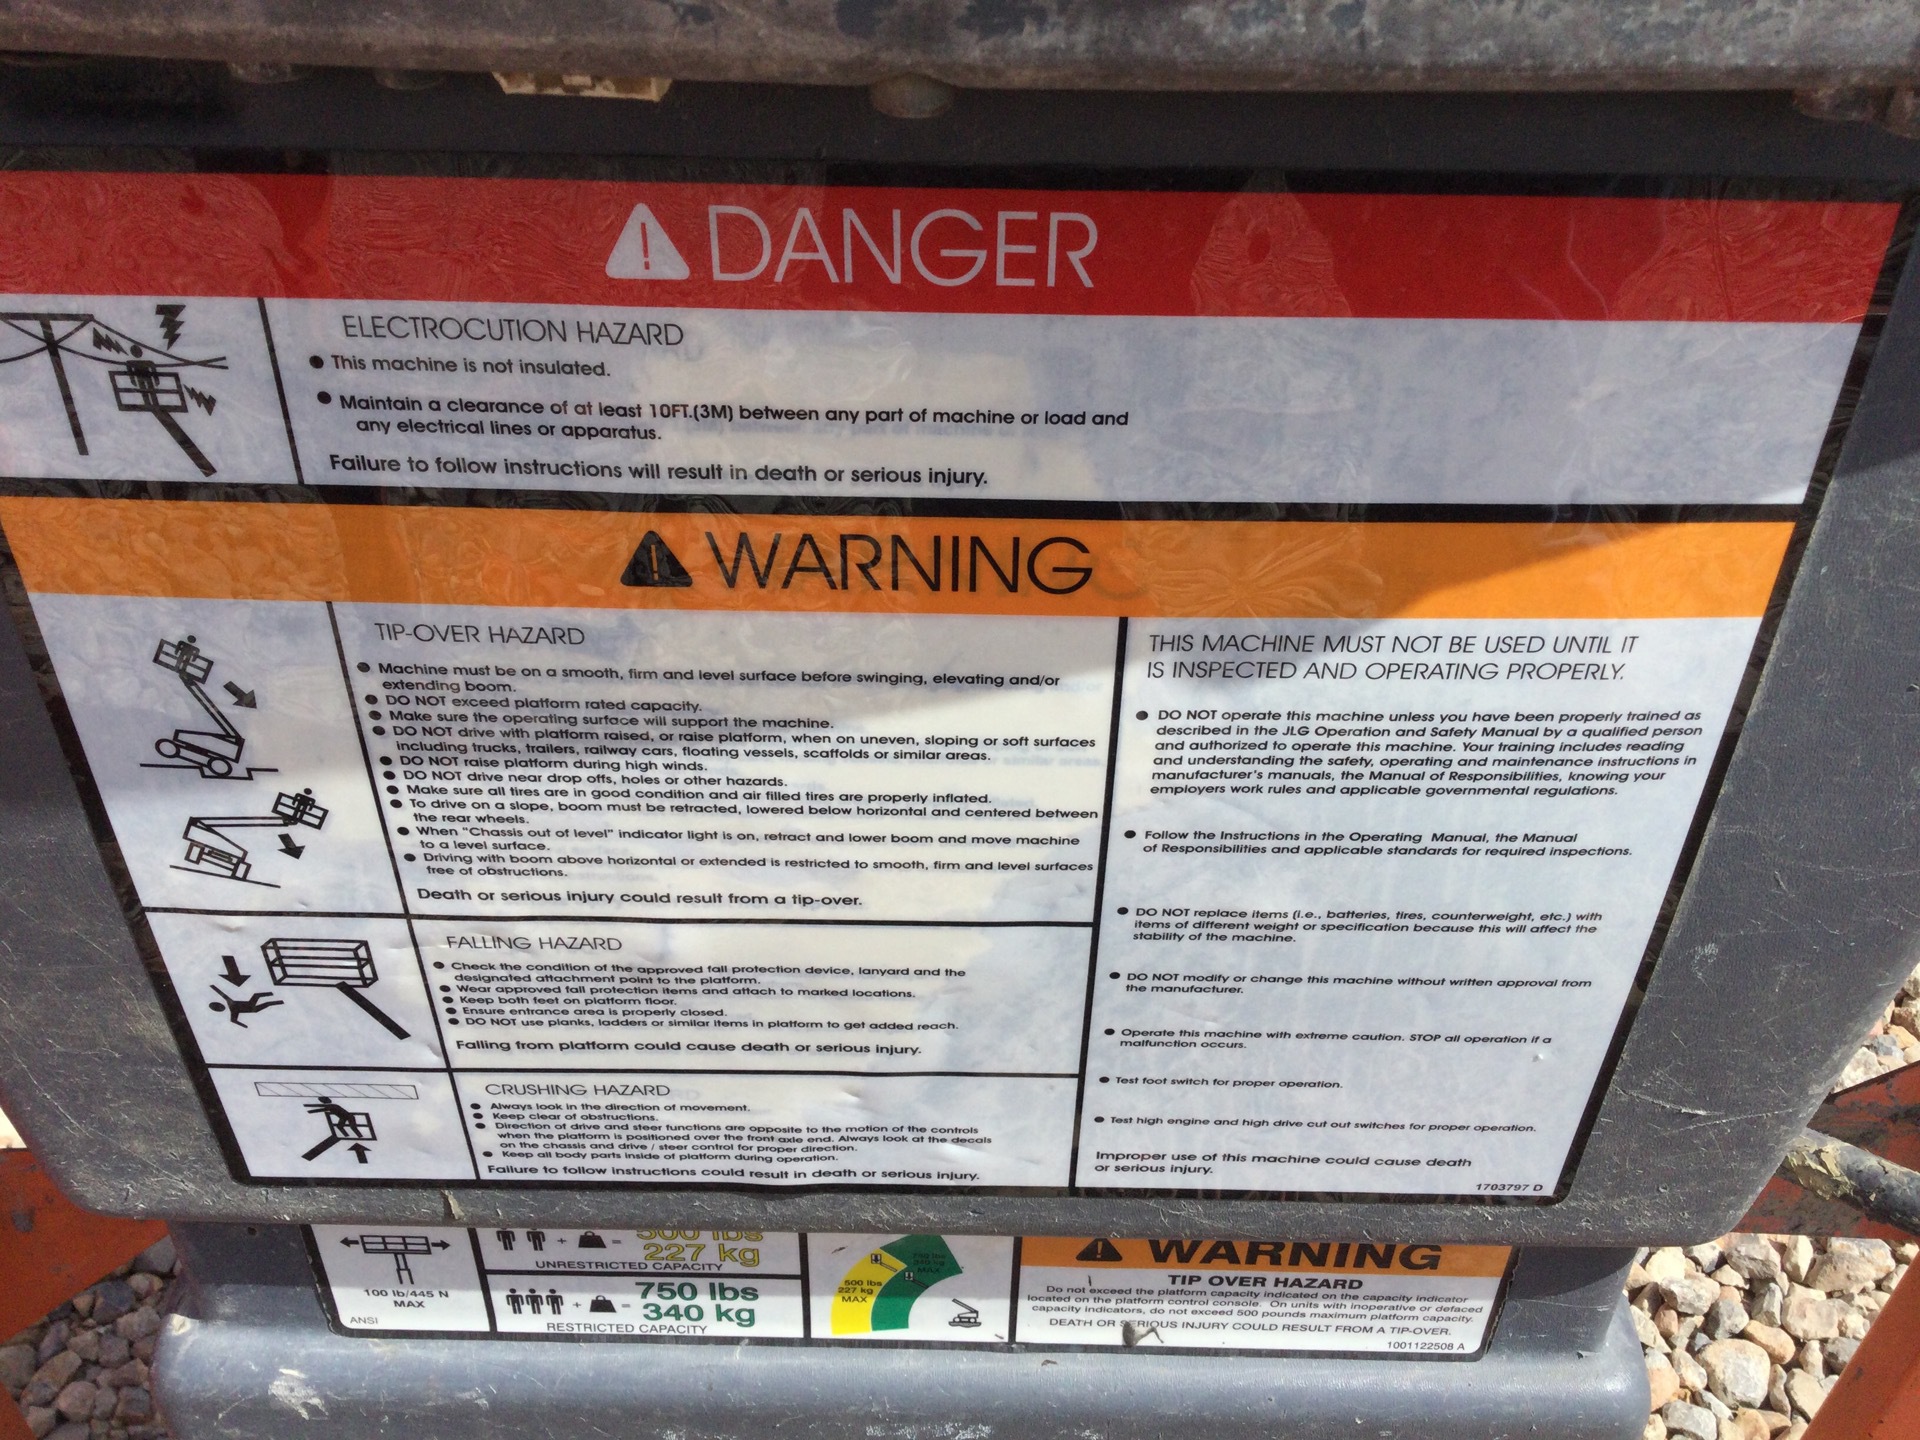 DANGER
ELECTROCUTION HAZARD
● This machine is not insulated.
● Maintain a clearance of at least 10FT.(3M) between any part of machine or load and
any electrical lines or apparatus.
Failure to follow instructions will result in death or serious injury.
WARNING
TIP-OVER HAZARD
● Machine must be on a smooth, firm and level surface before swinging, elevating and/or
extending boom.
● DO NOT exceed platform rated capacity.
● Make sure the operating surface will support the machine.
● DO NOT drive with platform raised, or raise platform, when on uneven, sloping or soft surfaces
including trucks, trailers, railway cars, floating vessels, scaffolds or similar areas.
● DO NOT raise platform during high winds.
● DO NOT drive near drop offs, holes or other hazards.
● Make sure all tires are in good condition and air filled tires are properly inflated.
● To drive on a slope, boom must be retracted, lowered below horizontal and centered between
the rear wheels.
● When "Chassis out of level" indicator light is on, retract and lower boom and move machine
to a level surface.
● Driving with boom above horizontal or extended is restricted to smooth, firm and level surfaces
free of obstructions.
Death or serious injury could result from a tip-over.
FALLING HAZARD
● Check the condition of the approved fall protection device, lanyard and the
designated attachment point to the platform.
● Wear approved fall protection items and attach to marked locations.
● Keep both feet on platform floor.
● Ensure entrance area is properly closed.
● DO NOT use planks, ladders or similar items in platform to get added reach.
Falling from platform could cause death or serious injury.
CRUSHING HAZARD
● Always look in the direction of movement.
● Keep clear of obstructions.
● Direction of drive and steer functions are opposite to the motion of the controls
when the platform is positioned over the front axle end. Always look at the decals
on the chassis and drive / steer control for proper direction.
● Keep all body parts inside of platform during operation.
Failure to follow instructions could result in death or serious injury.
THIS MACHINE MUST NOT BE USED UNTIL IT
IS INSPECTED AND OPERATING PROPERLY.
● DO NOT operate this machine unless you have been properly trained as
described in the JLG Operation and Safety Manual by a qualified person
and authorized to operate this machine. Your training includes reading
and understanding the safety, operating and maintenance instructions in
manufacturer's manuals, the Manual of Responsibilities, knowing your
employers work rules and applicable governmental regulations.
● Follow the Instructions in the Operating Manual, the Manual
of Responsibilities and applicable standards for required inspections.
● DO NOT replace items (i.e., batteries, tires, counterweight, etc.) with
items of different weight or specification because this will affect the
stability of the machine.
● DO NOT modify or change this machine without written approval from
the manufacturer.
● Operate this machine with extreme caution. STOP all operation if a
malfunction occurs.
● Test foot switch for proper operation.
● Test high engine and high drive cut out switches for proper operation.
Improper use of this machine could cause death
or serious injury.
1703797 D
100 lb/445 N
MAX
ANSI
+ = 500 lbs
227 kg
UNRESTRICTED CAPACITY
+ = 750 lbs
340 kg
RESTRICTED CAPACITY
500 lbs
227 kg
MAX
750 lbs
340 kg
MAX
WARNING
TIP OVER HAZARD
Do not exceed the platform capacity indicated on the capacity indicator
located on the platform control console. On units with inoperative or defaced
capacity indicators, do not exceed 500 pounds maximum platform capacity.
DEATH OR SERIOUS INJURY COULD RESULT FROM A TIP-OVER.
1001122508 A